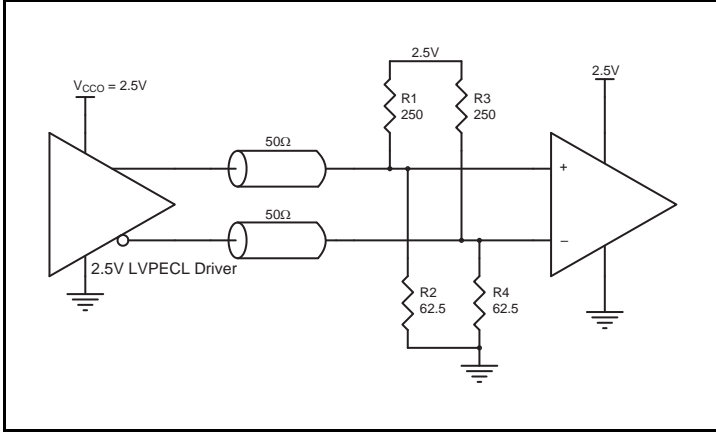 2.5V
V_CCO = 2.5V
2.5V
R1
250
R3
250
50Ω
+
50Ω
–
2.5V LVPECL Driver
R2
62.5
R4
62.5